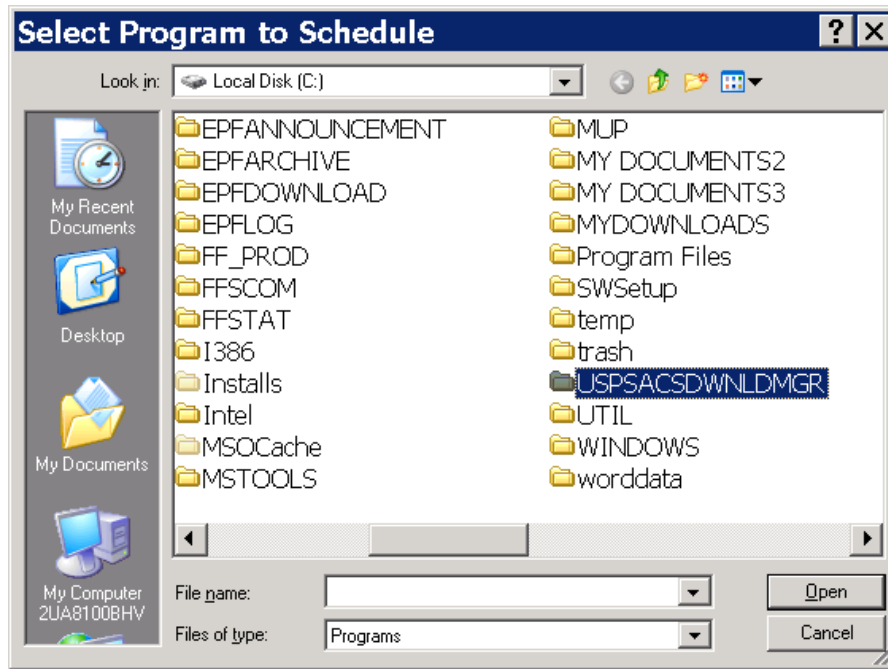 Select Program to Schedule
Look in:
Local Disk (C:)
My Recent
Documents
Desktop
My Documents
My Computer
2UA8100BHV
EPFANNOUNCEMENT
EPFARCHIVE
EPFDOWNLOAD
EPFLOG
FF_PROD
FFSCOM
FFSTAT
I386
Installs
Intel
MSOCache
MSTOOLS
MUP
MY DOCUMENTS2
MY DOCUMENTS3
MYDOWNLOADS
Program Files
SWSetup
temp
trash
USPSACSDWNLDMGR
UTIL
WINDOWS
worddata
File name:
Open
Files of type:
Programs
Cancel